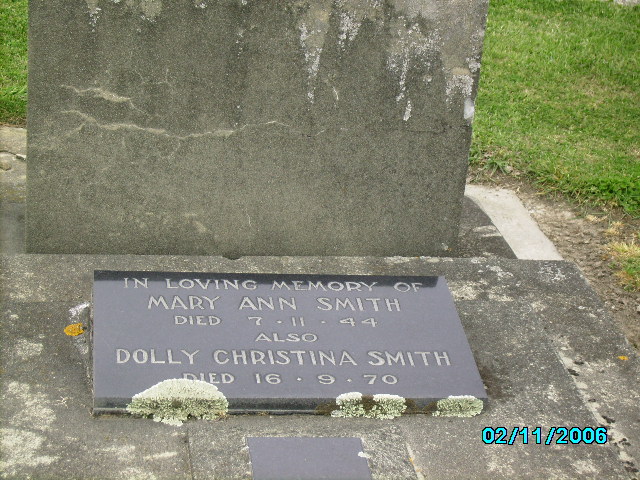 IN LOVING MEMORY OF
MARY ANN SMITH
DIED 7·11·44
ALSO
DOLLY CHRISTINA SMITH
DIED 16·9·70
02/11/2006